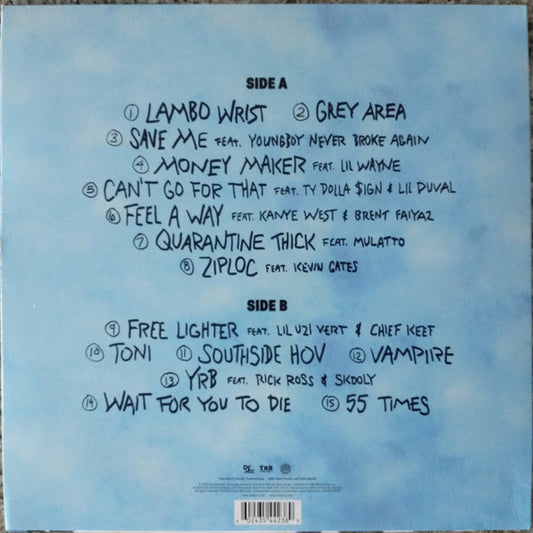 SIDE A
① LAMBO WRIST ② GREY AREA
③ SAVE ME FEAT. YOUNGBOY NEVER BROKE AGAIN
④ MONEY MAKER FEAT. LIL WAYNE
⑤ CAN'T GO FOR THAT FEAT. TY DOLLA $IGN & LIL DUVAL
⑥ FEEL A WAY FEAT. KANYE WEST & BRENT FAIYAZ
⑦ QUARANTINE THICK FEAT. MULATTO
⑧ ZIPLOC FEAT. KEVIN GATES
SIDE B
⑨ FREE LIGHTER FEAT. LIL UZI VERT & CHIEF KEEF
⑩ TONI ⑪ SOUTHSIDE HOV ⑫ VAMPIRE
⑬ YRB FEAT. RICK ROSS & SKOOLY
⑭ WAIT FOR YOU TO DIE ⑮ 55 TIMES